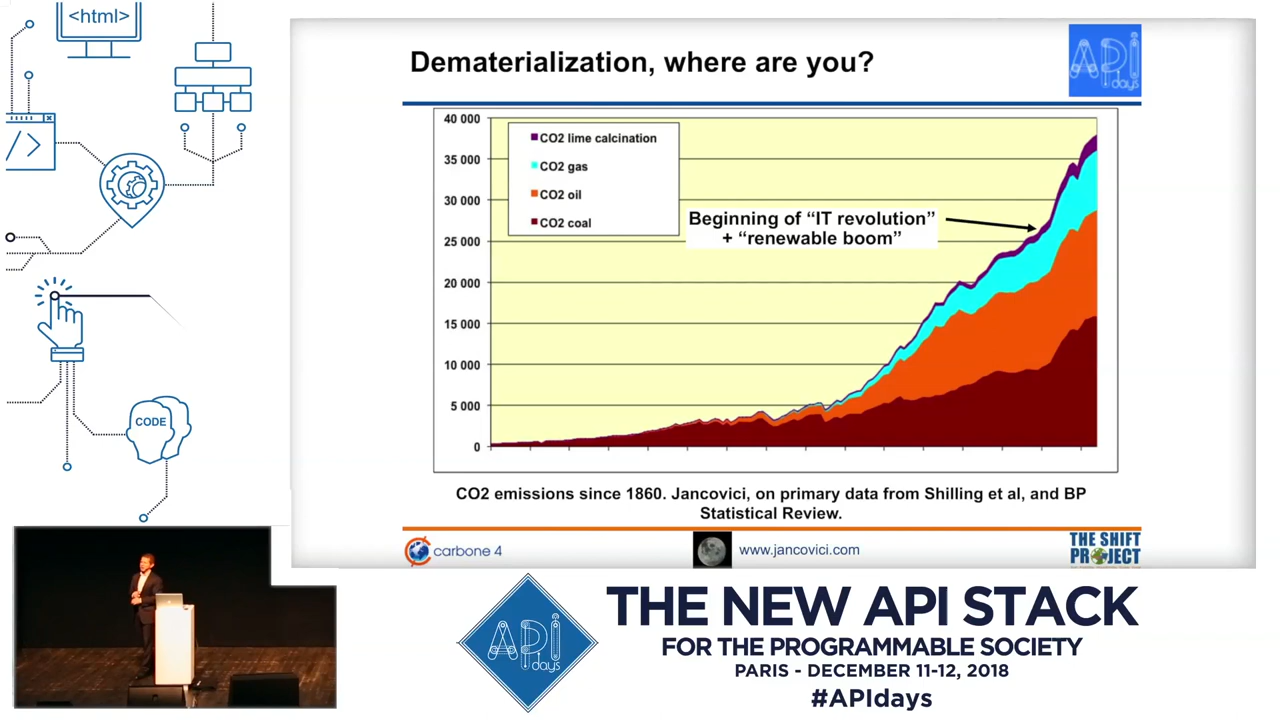 <html>
</>
CODE
Dematerialization, where are you?
API
days
40 000
35 000
30 000
25 000
20 000
15 000
10 000
5 000
0
CO2 lime calcination
CO2 gas
CO2 oil
CO2 coal
Beginning of “IT revolution”
+ “renewable boom”
CO2 emissions since 1860. Jancovici, on primary data from Shilling et al, and BP
Statistical Review.
carbone 4
www.jancovici.com
THE SHIFT
PROJECT
API
days
THE NEW API STACK
FOR THE PROGRAMMABLE SOCIETY
PARIS - DECEMBER 11-12, 2018
#APIdays